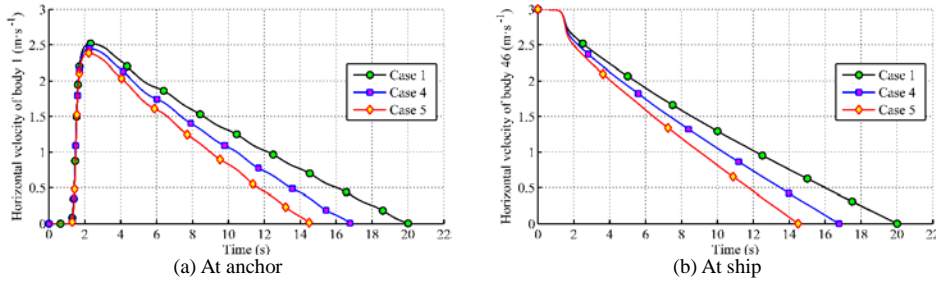 Horizontal velocity of body 1 (m·s⁻¹)
3
2.5
2
1.5
1
0.5
0
0 2 4 6 8 10 12 14 16 18 20 22
Time (s)
Case 1
Case 4
Case 5
(a) At anchor
Horizontal velocity of body 46 (m·s⁻¹)
3
2.5
2
1.5
1
0.5
0
0 2 4 6 8 10 12 14 16 18 20 22
Time (s)
Case 1
Case 4
Case 5
(b) At ship